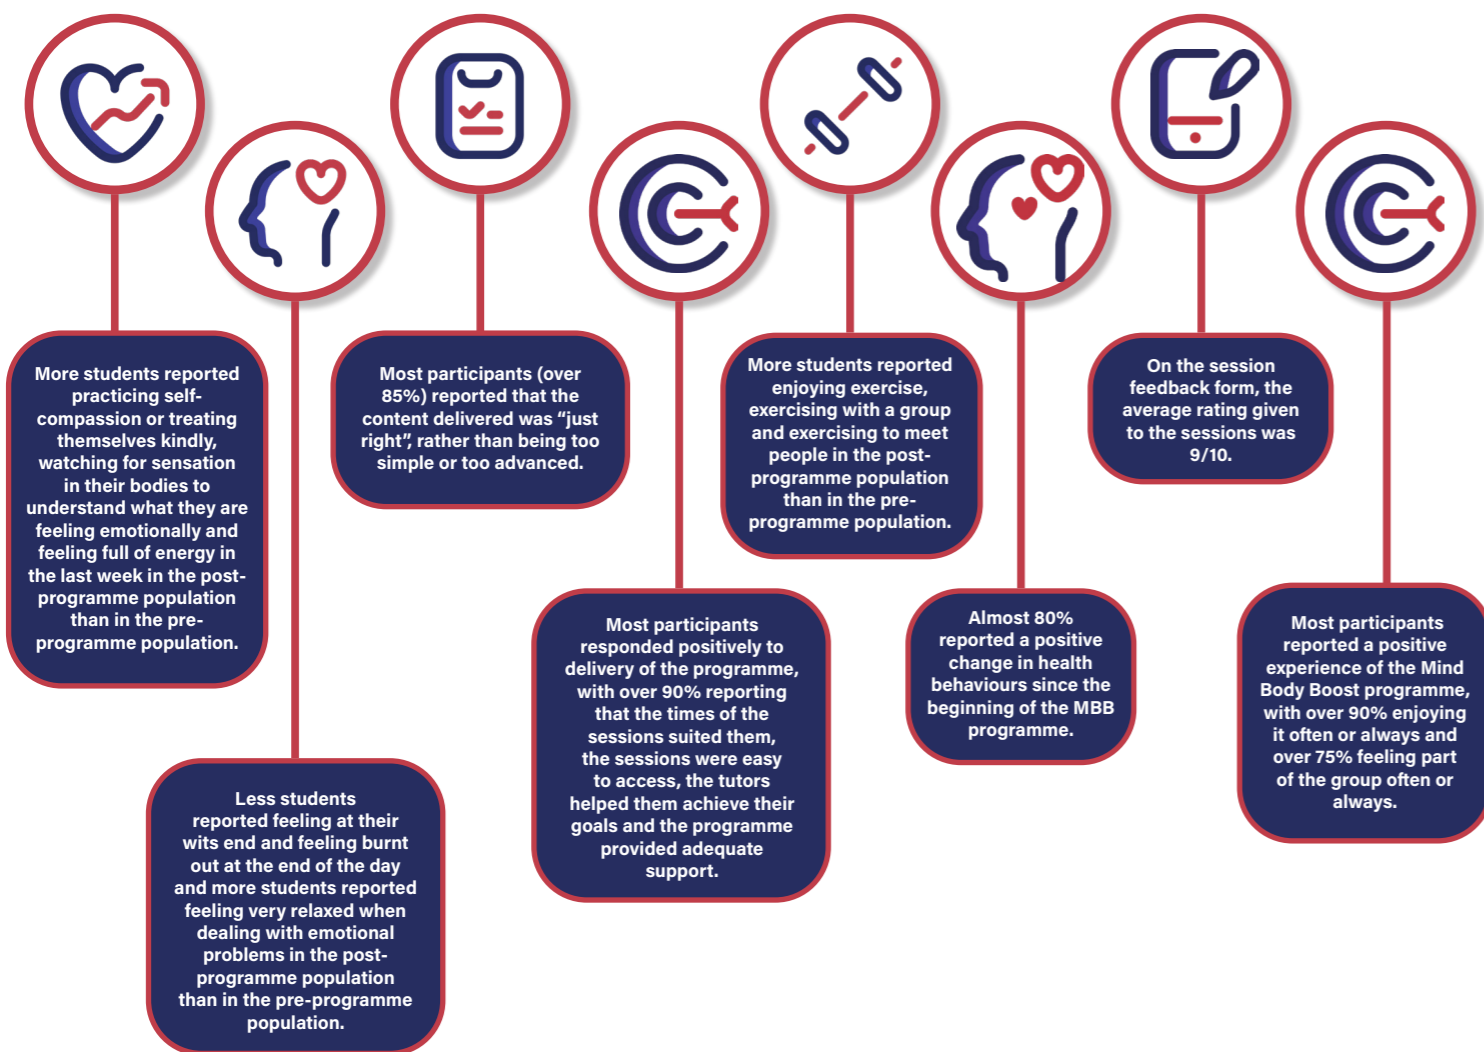 More students reported
practicing self-
compassion or treating
themselves kindly,
watching for sensation
in their bodies to
understand what they are
feeling emotionally and
feeling full of energy in
the last week in the post-
programme population
than in the pre-
programme population.
Less students
reported feeling at their
wits end and feeling burnt
out at the end of the day
and more students reported
feeling very relaxed when
dealing with emotional
problems in the post-
programme population
than in the pre-programme
population.
Most participants (over
85%) reported that the
content delivered was “just
right”, rather than being too
simple or too advanced.
Most participants
responded positively to
delivery of the programme,
with over 90% reporting
that the times of the
sessions suited them,
the sessions were easy
to access, the tutors
helped them achieve their
goals and the programme
provided adequate
support.
More students reported
enjoying exercise,
exercising with a group
and exercising to meet
people in the post-
programme population
than in the pre-
programme population.
Almost 80%
reported a positive
change in health
behaviours since the
beginning of the MBB
programme.
On the session
feedback form, the
average rating given
to the sessions was
9/10.
Most participants
reported a positive
experience of the Mind
Body Boost programme,
with over 90% enjoying
it often or always and
over 75% feeling part
of the group often or
always.